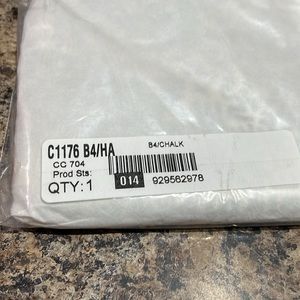 C1176 B4/HA
B4/CHALK
CC 704
Prod Sts:
QTY: 1
014
929562978